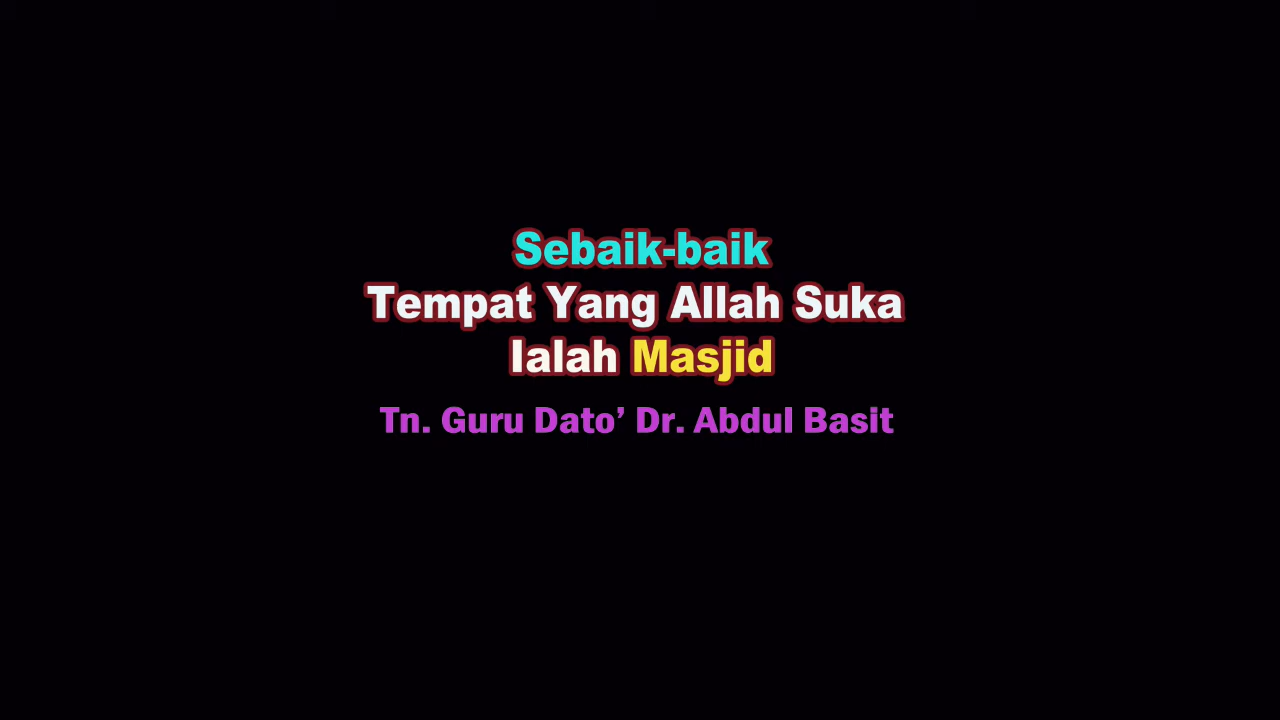 Sebaik-baik
Tempat Yang Allah Suka
Ialah Masjid
Tn. Guru Dato’ Dr. Abdul Basit